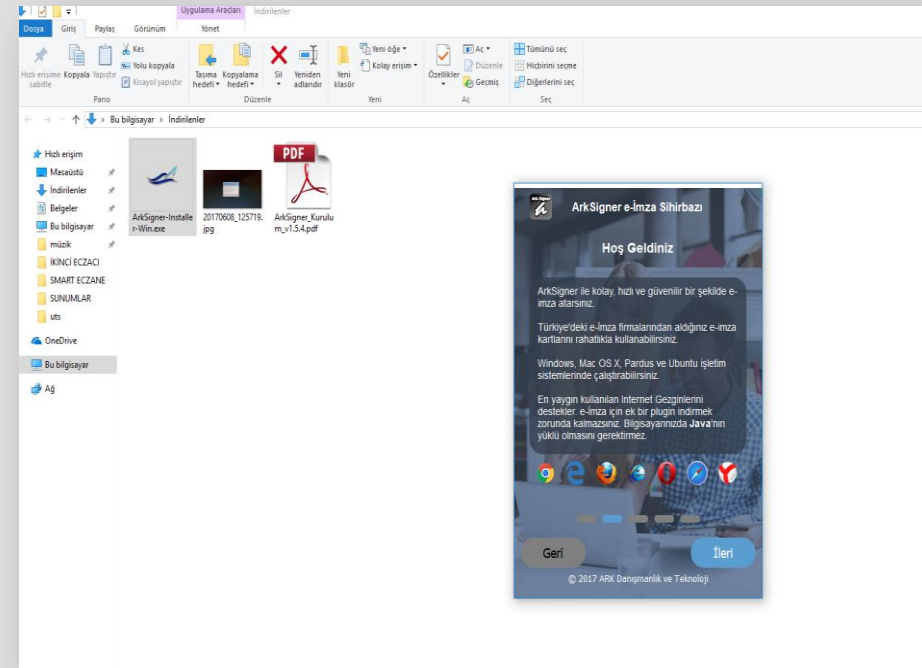 Uygulama Araçları İndirilenler
Dosya Giriş Paylaş Görünüm Yönet
Hızlı erişime sabitle
Kopyala
Yapıştır
Kes
Yolu kopyala
Kısayol yapıştır
Pano
Taşıma hedefi
Kopyalama hedefi
Sil
Yeniden adlandır
Düzenle
Yeni klasör
Yeni öğe
Kolay erişim
Yeni
Özellikler
Aç
Düzenle
Geçmiş
Aç
Tümünü seç
Hiçbirini seçme
Diğerlerini seç
Seç
Bu bilgisayar › İndirilenler
Hızlı erişim
Masaüstü
İndirilenler
Belgeler
Bu bilgisayar
müzik
İKİNCİ ECZACI
SMART ECZANE
SUNUMLAR
uts
OneDrive
Bu bilgisayar
Ağ
ArkSigner-Installe
r-Win.exe
20170608_125719.
jpg
PDF
ArkSigner_Kurulu
m_v1.5.4.pdf
Ark Signer
ArkSigner e-İmza Sihirbazı
Hoş Geldiniz
ArkSigner ile kolay, hızlı ve güvenilir bir şekilde e-
imza atarsınız.
Türkiye'deki e-İmza firmalarından aldığınız e-imza
kartlarını rahatlıkla kullanabilirsiniz.
Windows, Mac OS X, Pardus ve Ubuntu işletim
sistemlerinde çalıştırabilirsiniz.
En yaygın kullanılan Internet Gezginlerini
destekler. e-İmza için ek bir plugin indirmek
zorunda kalmazsınız. Bilgisayarınızda Java'nın
yüklü olmasını gerektirmez.
Geri
İleri
© 2017 ARK Danışmanlık ve Teknoloji